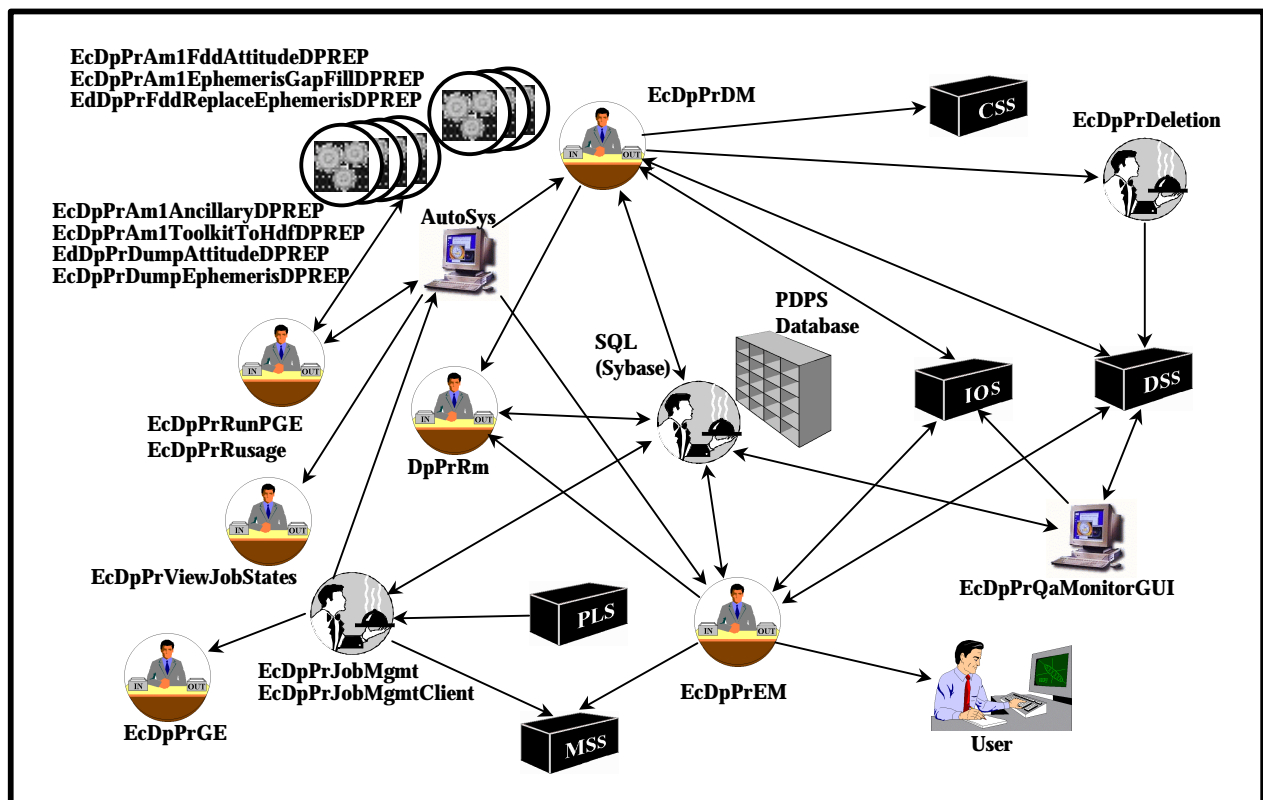 EcDpPrAm1FddAttitudeDPREP
EcDpPrAm1EphemerisGapFillDPREP
EdDpPrFddReplaceEphemerisDPREP
EcDpPrDM
IN
OUT
CSS
EcDpPrDeletion
EcDpPrAm1AncillaryDPREP
EcDpPrAm1ToolkitToHdfDPREP
EdDpPrDumpAttitudeDPREP
EcDpPrDumpEphemerisDPREP
AutoSys
PDPS
Database
SQL
(Sybase)
IN
OUT
EcDpPrRunPGE
EcDpPrRusage
IN
OUT
DpPrRm
IOS
DSS
IN
OUT
EcDpPrViewJobStates
EcDpPrQaMonitorGUI
PLS
IN
OUT
EcDpPrEM
EcDpPrJobMgmt
EcDpPrJobMgmtClient
IN
OUT
EcDpPrGE
MSS
User